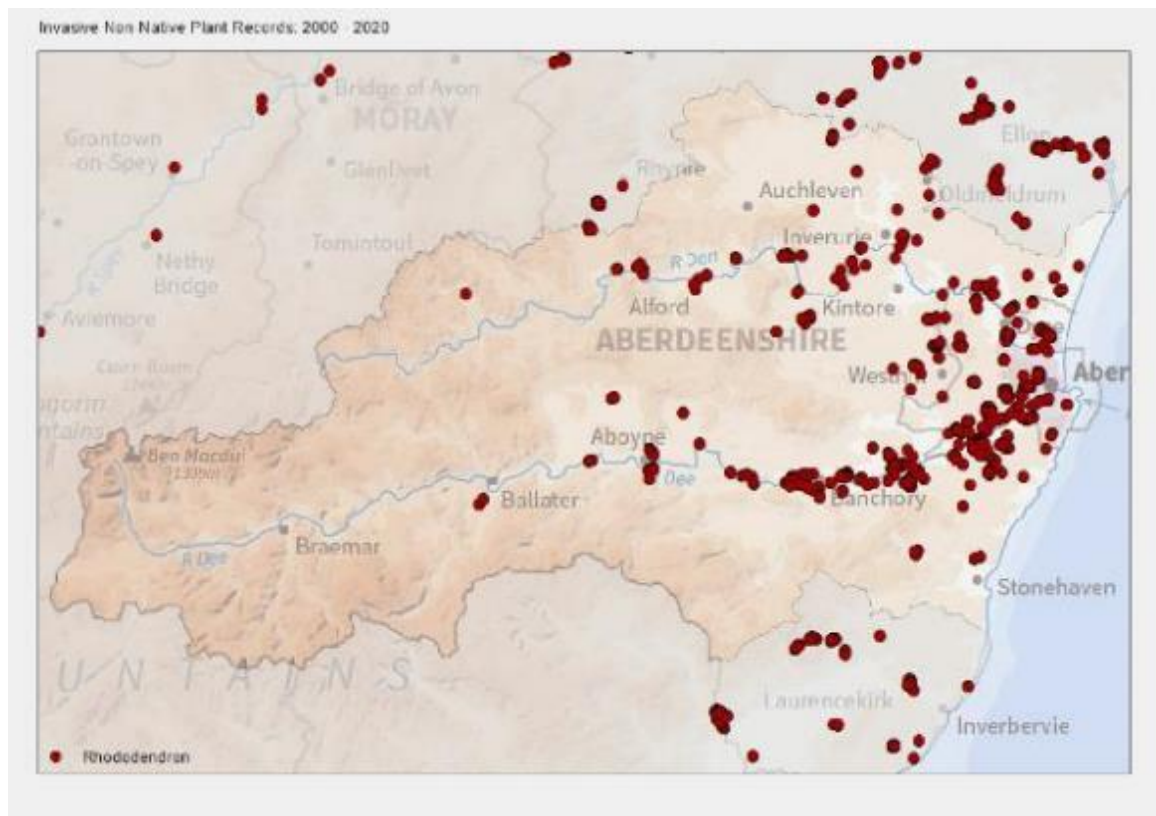 Invasive Non Native Plant Records: 2000 - 2020
Bridge of Avon
MORAY
Grantown
-on-Spey
Glenlivet
Rhynie
Ellon
Auchleven
Oldmeldrum
Tomintoul
Inverurie
Nethy
Bridge
R Don
Alford
Kintore
Aviemore
ABERDEENSHIRE
Westh
Aber
ntains
Aboyne
Ben Macdui
R Dee
Ballater
Banchory
Braemar
R Dee
Stonehaven
U N T A I N S
Laurencekirk
Inverbervie
Rhododendron